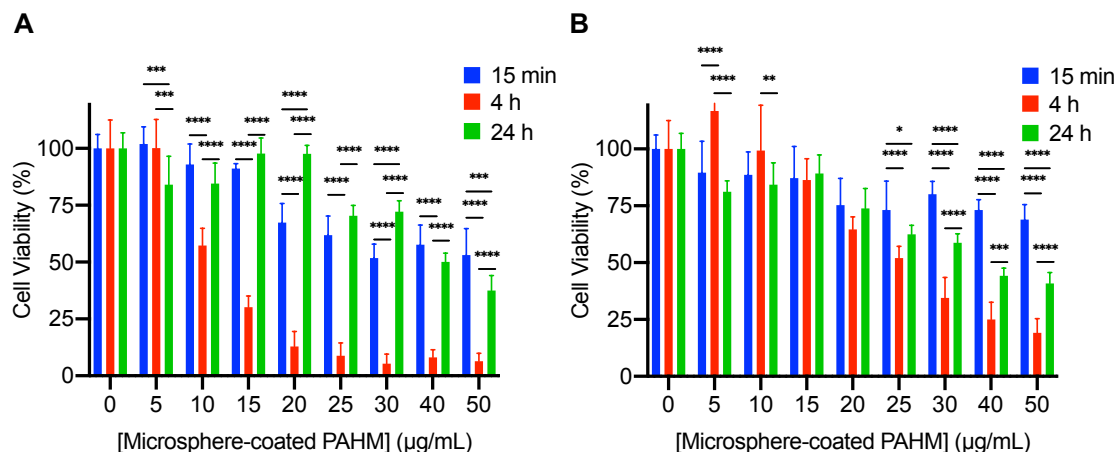 A
15 min
4 h
24 h
*** **** **** **** **** **** **** ***
*** **** **** **** **** **** **** **** ****
**** **** ****
100
75
50
25
0
Cell Viability (%)
0 5 10 15 20 25 30 40 50
[Microsphere-coated PAHM] (µg/mL)
B
15 min
4 h
24 h
**** **
****
* **** **** ****
**** **** **** ****
**** *** ****
100
75
50
25
0
Cell Viability (%)
0 5 10 15 20 25 30 40 50
[Microsphere-coated PAHM] (µg/mL)